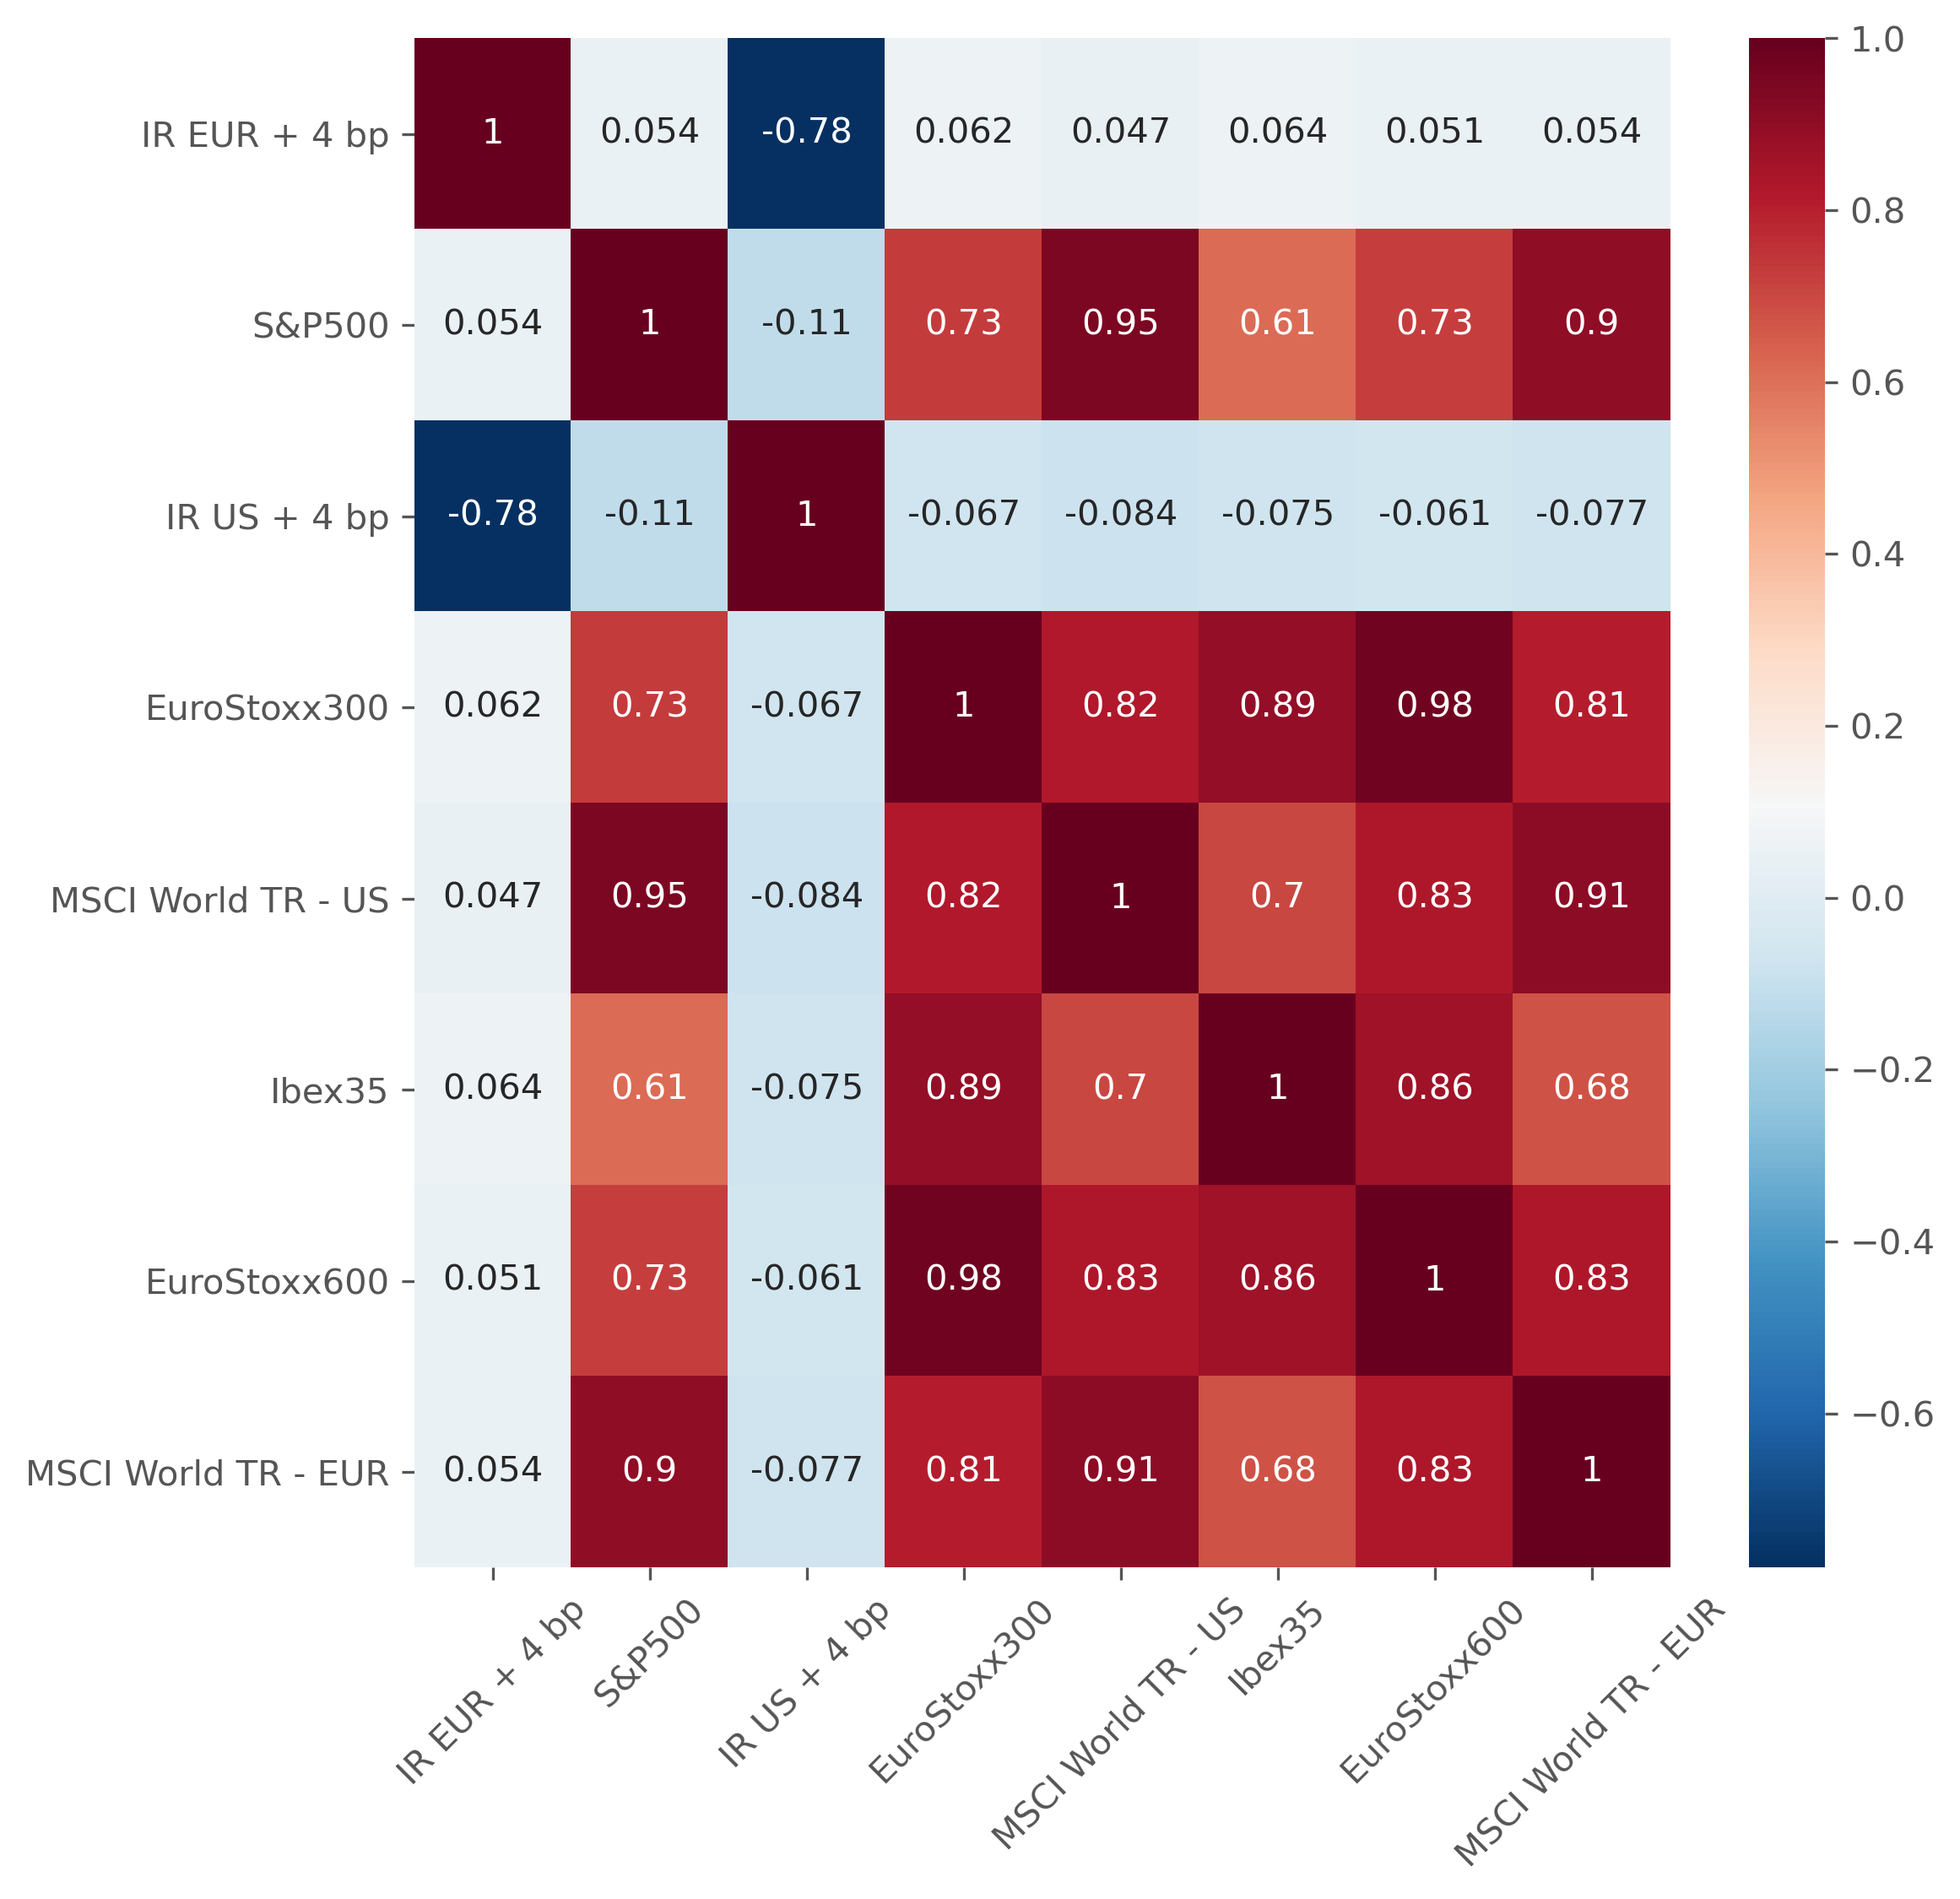 IR EUR + 4 bp 1 0.054 -0.78 0.062 0.047 0.064 0.051 0.054
S&P500 0.054 1 -0.11 0.73 0.95 0.61 0.73 0.9
IR US + 4 bp -0.78 -0.11 1 -0.067 -0.084 -0.075 -0.061 -0.077
EuroStoxx300 0.062 0.73 -0.067 1 0.82 0.89 0.98 0.81
MSCI World TR - US 0.047 0.95 -0.084 0.82 1 0.7 0.83 0.91
Ibex35 0.064 0.61 -0.075 0.89 0.7 1 0.86 0.68
EuroStoxx600 0.051 0.73 -0.061 0.98 0.83 0.86 1 0.83
MSCI World TR - EUR 0.054 0.9 -0.077 0.81 0.91 0.68 0.83 1
IR EUR + 4 bp
S&P500
IR US + 4 bp
EuroStoxx300
MSCI World TR - US
Ibex35
EuroStoxx600
MSCI World TR - EUR
1.0
0.8
0.6
0.4
0.2
0.0
−0.2
−0.4
−0.6